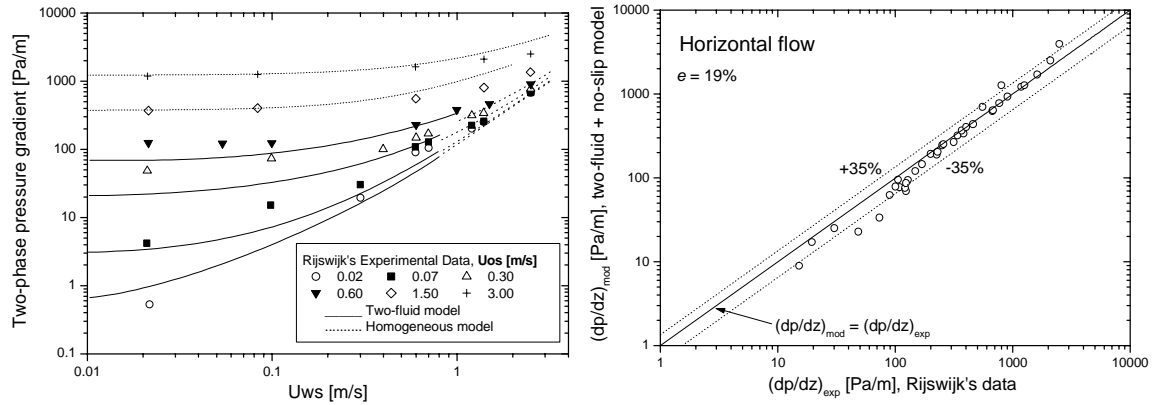 Two-phase pressure gradient [Pa/m]
10000
1000
100
10
1
0.1
0.01
0.1
1
Uws [m/s]
Rijswijk's Experimental Data, Uos [m/s]
0.02 0.07 0.30
0.60 1.50 3.00
Two-fluid model
Homogeneous model
(dp/dz)mod [Pa/m], two-fluid + no-slip model
10000
1000
100
10
1
Horizontal flow
e = 19%
+35%
-35%
(dp/dz)mod = (dp/dz)exp
1
10
100
1000
10000
(dp/dz)exp [Pa/m], Rijswijk's data